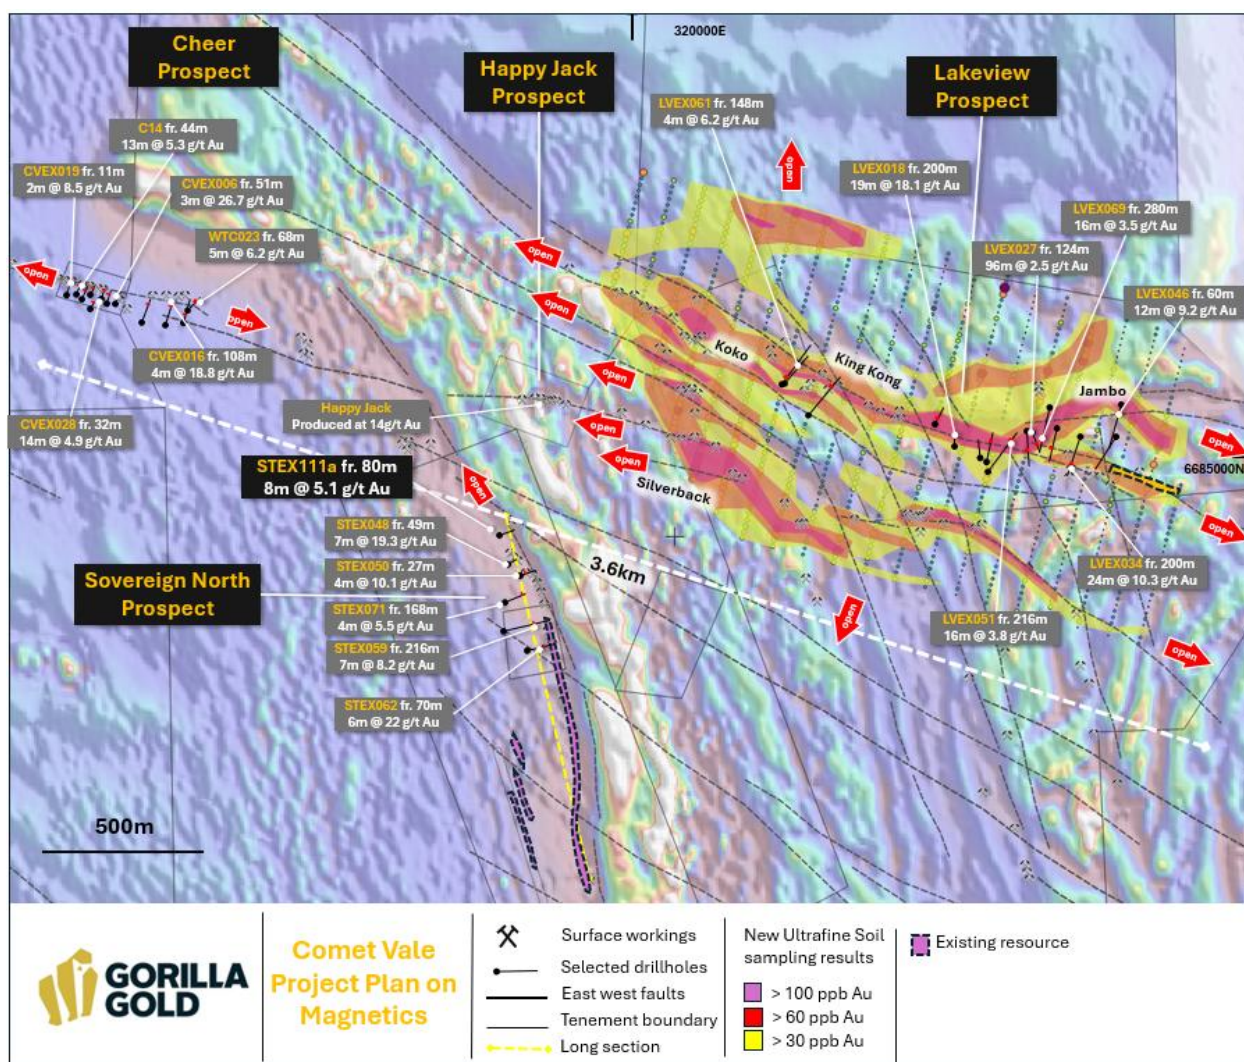 320000E
Cheer
Prospect
Happy Jack
Prospect
Lakeview
Prospect
LVEX061 fr. 148m
4m @ 6.2 g/t Au
open
C14 fr. 44m
13m @ 5.3 g/t Au
CVEX019 fr. 11m
2m @ 8.5 g/t Au
CVEX006 fr. 51m
3m @ 26.7 g/t Au
LVEX018 fr. 200m
19m @ 18.1 g/t Au
LVEX069 fr. 280m
16m @ 3.5 g/t Au
WTC023 fr. 68m
5m @ 6.2 g/t Au
open
LVEX027 fr. 124m
96m @ 2.5 g/t Au
open
open
LVEX046 fr. 60m
12m @ 9.2 g/t Au
open
CVEX016 fr. 108m
4m @ 18.8 g/t Au
Koko
King Kong
open
Jambo
Happy Jack
Produced at 14g/t Au
CVEX028 fr. 32m
14m @ 4.9 g/t Au
open
open
open
STEX111a fr. 80m
8m @ 5.1 g/t Au
6685000N
open
Silverback
STEX048 fr. 49m
7m @ 19.3 g/t Au
open
STEX050 fr. 27m
4m @ 10.1 g/t Au
3.6km
LVEX034 fr. 200m
24m @ 10.3 g/t Au
Sovereign North
Prospect
STEX071 fr. 168m
4m @ 5.5 g/t Au
open
LVEX051 fr. 216m
16m @ 3.8 g/t Au
STEX059 fr. 216m
7m @ 8.2 g/t Au
open
STEX062 fr. 70m
6m @ 22 g/t Au
500m
GORILLA
GOLD
Comet Vale
Project Plan on
Magnetics
Surface workings
Selected drillholes
East west faults
Tenement boundary
Long section
New Ultrafine Soil
sampling results
> 100 ppb Au
> 60 ppb Au
> 30 ppb Au
Existing resource